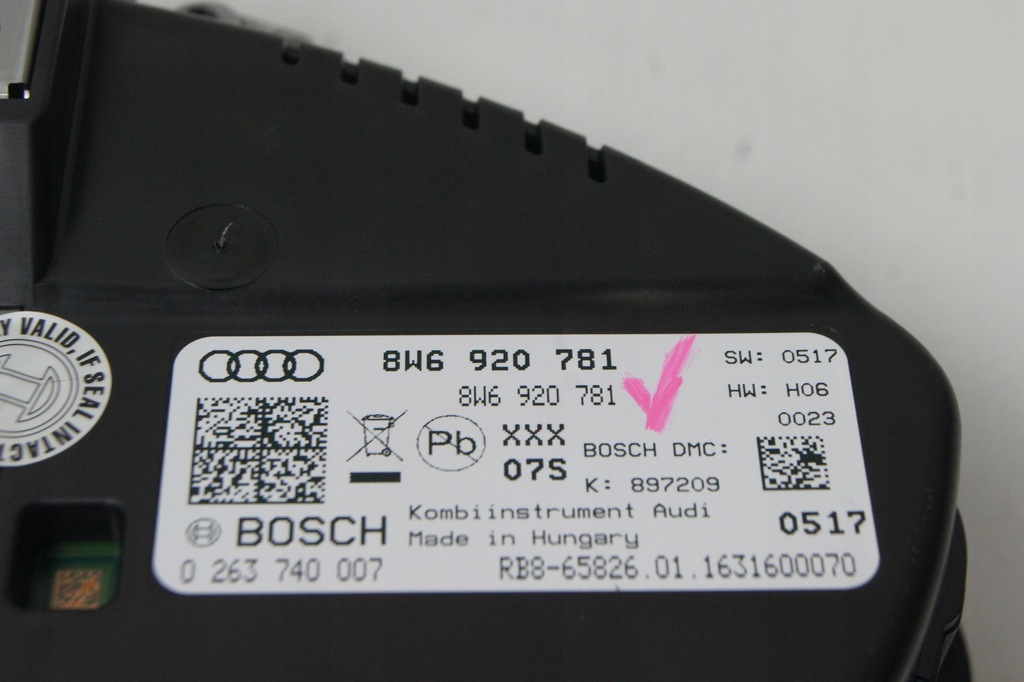 Y VALID, IF SEAL INTACT
8W6 920 781
SW: 0517
8W6 920 781
HW: H06
0023
Pb
XXX
07S
BOSCH DMC:
K: 897209
BOSCH
Kombiinstrument Audi
Made in Hungary
0517
0 263 740 007
RB8-65826.01.1631600070